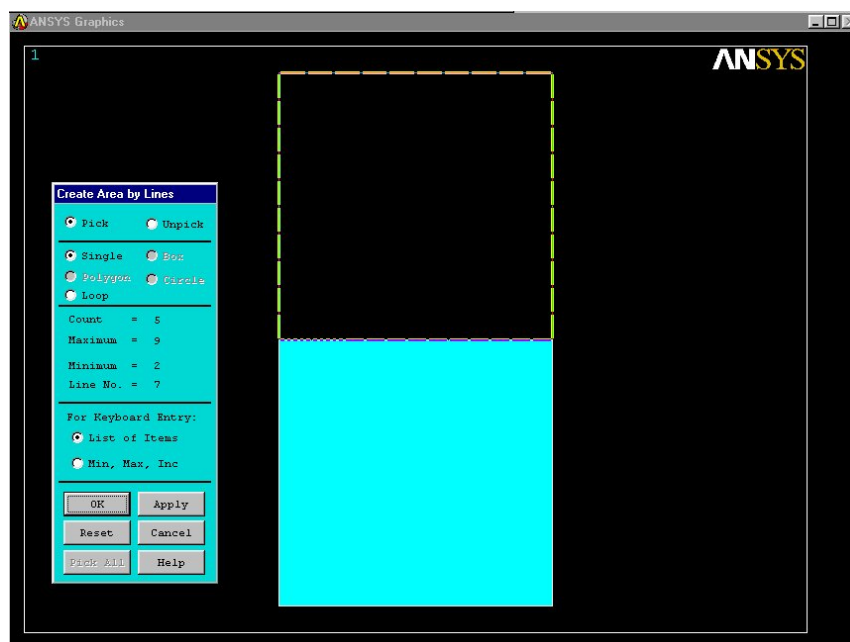 ANSYS Graphics
1
ANSYS
Create Area by Lines
Pick Unpick
Single Box
Polygon Circle
Loop
Count = 5
Maximum = 9
Minimum = 2
Line No. = 7
For Keyboard Entry:
List of Items
Min, Max, Inc
OK Apply
Reset Cancel
Pick All Help